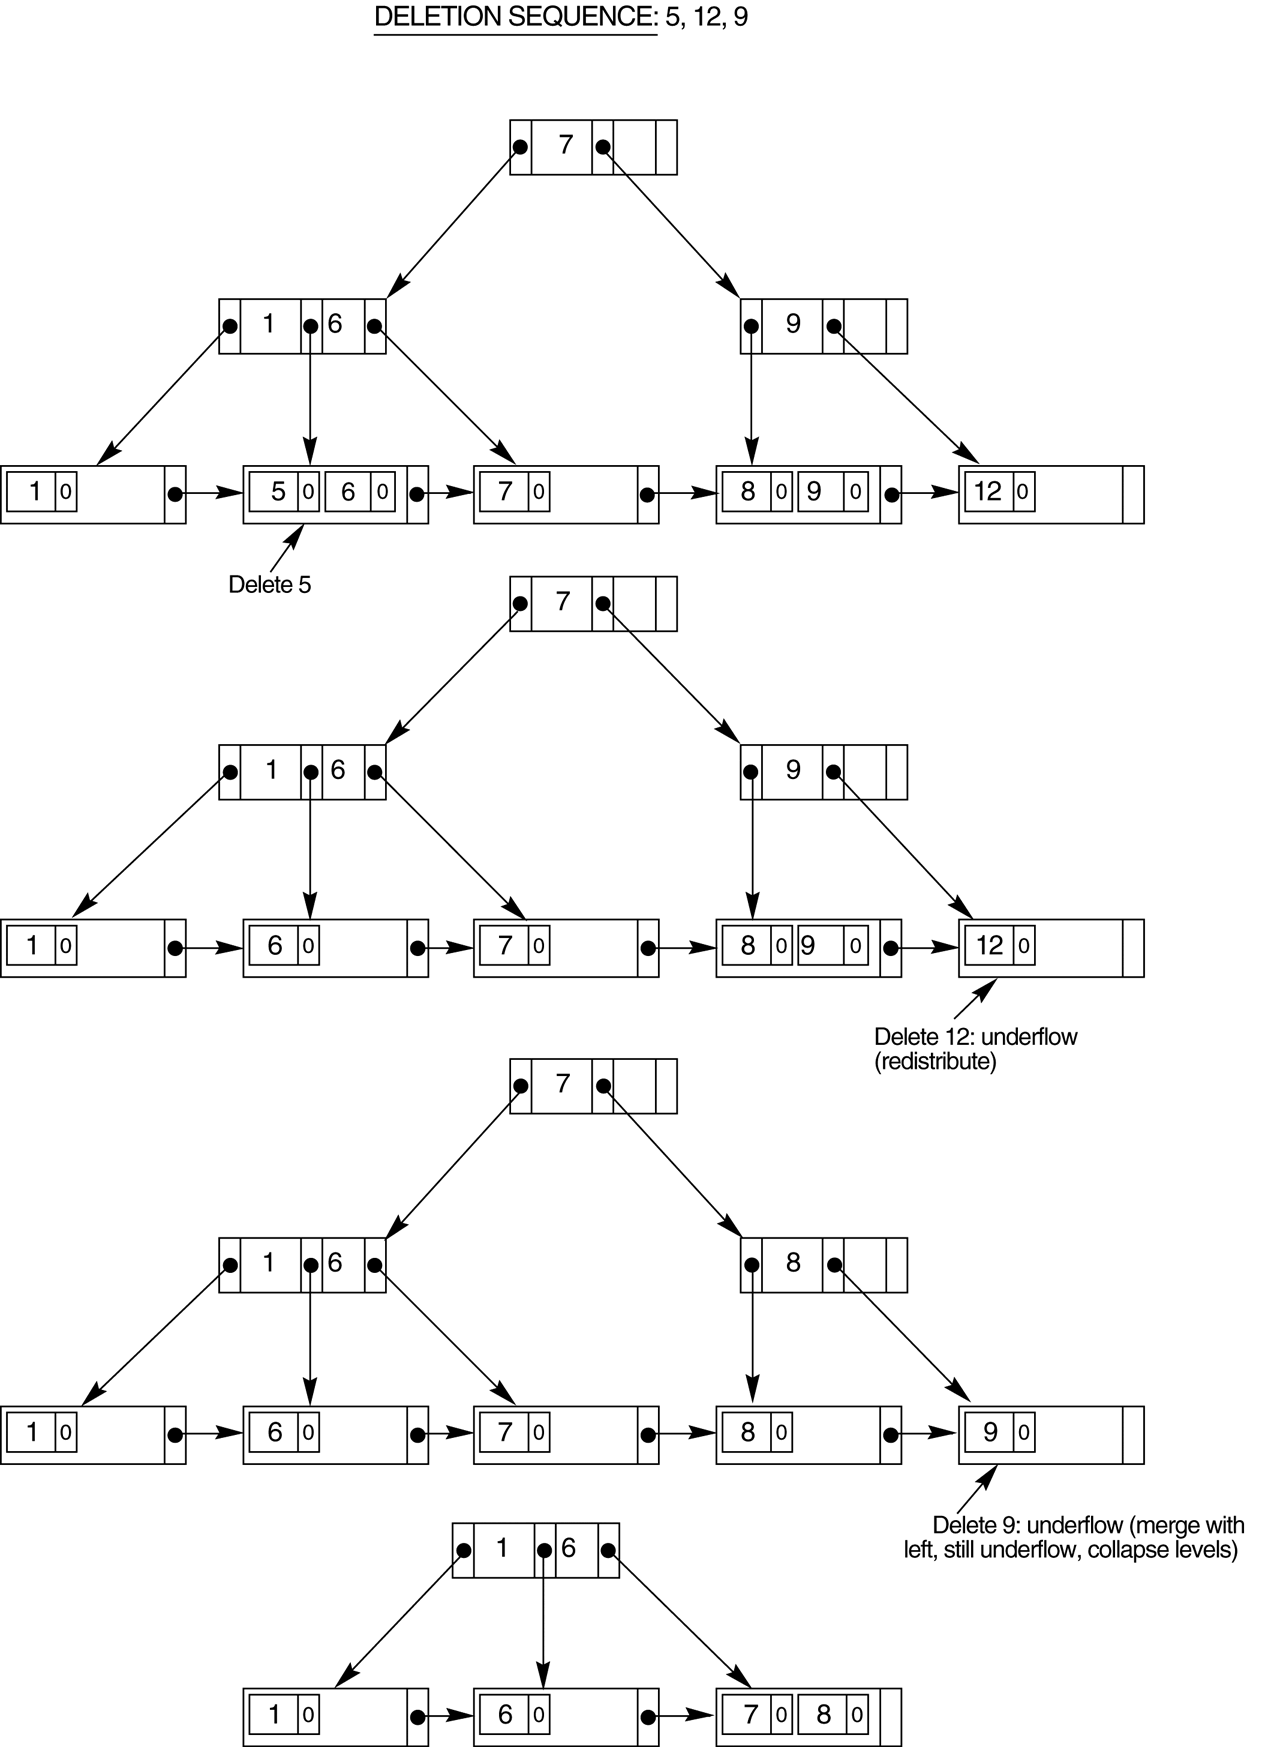 DELETION SEQUENCE: 5, 12, 9
7
1 6 9
1 0 5 0 6 0 7 0 8 0 9 0 12 0
Delete 5
7
1 6 9
1 0 6 0 7 0 8 0 9 0 12 0
Delete 12: underflow
(redistribute)
7
1 6 8
1 0 6 0 7 0 8 0 9 0
Delete 9: underflow (merge with
left, still underflow, collapse levels)
1 6
1 0 6 0 7 0 8 0